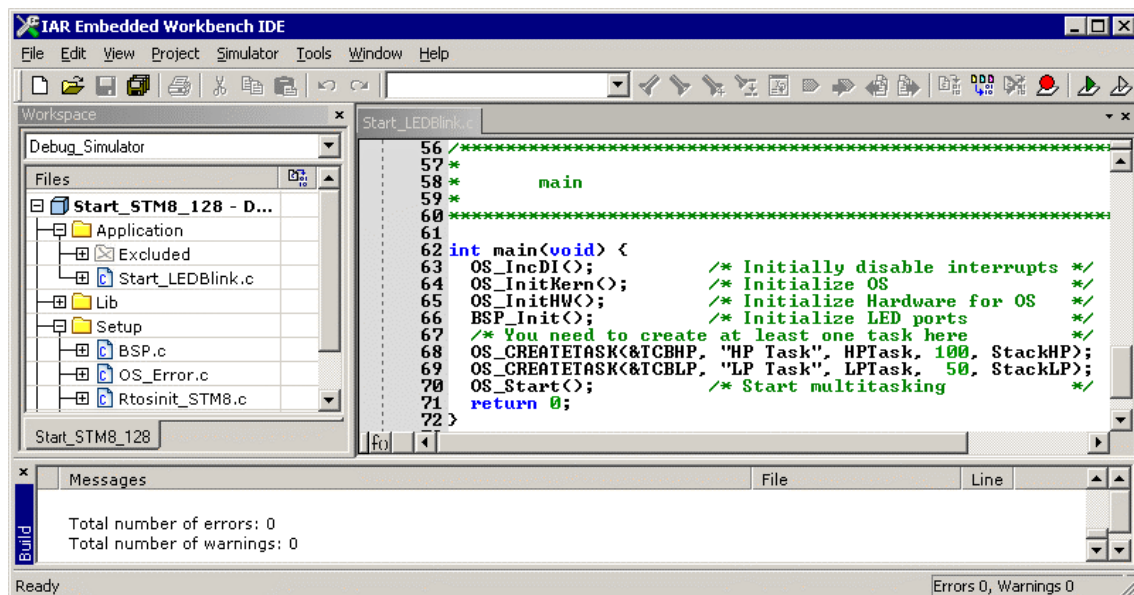 IAR Embedded Workbench IDE
File Edit View Project Simulator Tools Window Help
Workspace
Debug_Simulator
Files
Start_STM8_128 - D...
Application
Excluded
Start_LEDBlink.c
Lib
Setup
BSP.c
OS_Error.c
Rtosinit_STM8.c
Start_STM8_128
Start_LEDBlink.c
56 /**********************************************************************
57 *
58 *       main
59 *
60 **********************************************************************
61
62 int main(void) {
63   OS_IncDI();           /* Initially disable interrupts */
64   OS_InitKern();        /* Initialize OS                */
65   OS_InitHW();          /* Initialize Hardware for OS   */
66   BSP_Init();           /* Initialize LED ports         */
67   /* You need to create at least one task here          */
68   OS_CREATETASK(&TCBHP, "HP Task", HPTask, 100, StackHP);
69   OS_CREATETASK(&TCBLP, "LP Task", LPTask,  50, StackLP);
70   OS_Start();           /* Start multitasking           */
71   return 0;
72 }
f()
Messages File Line
Total number of errors: 0
Total number of warnings: 0
Build
Ready Errors 0, Warnings 0